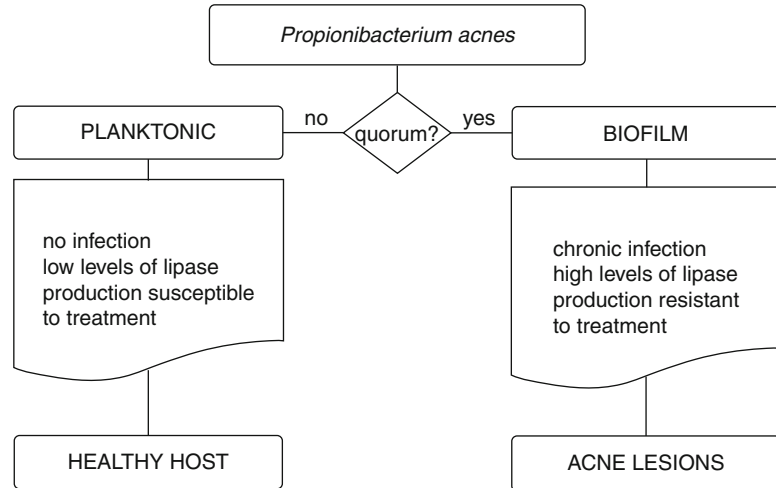 Propionibacterium acnes
quorum?
no
yes
PLANKTONIC
no infection
low levels of lipase
production susceptible
to treatment
HEALTHY HOST
BIOFILM
chronic infection
high levels of lipase
production resistant
to treatment
ACNE LESIONS